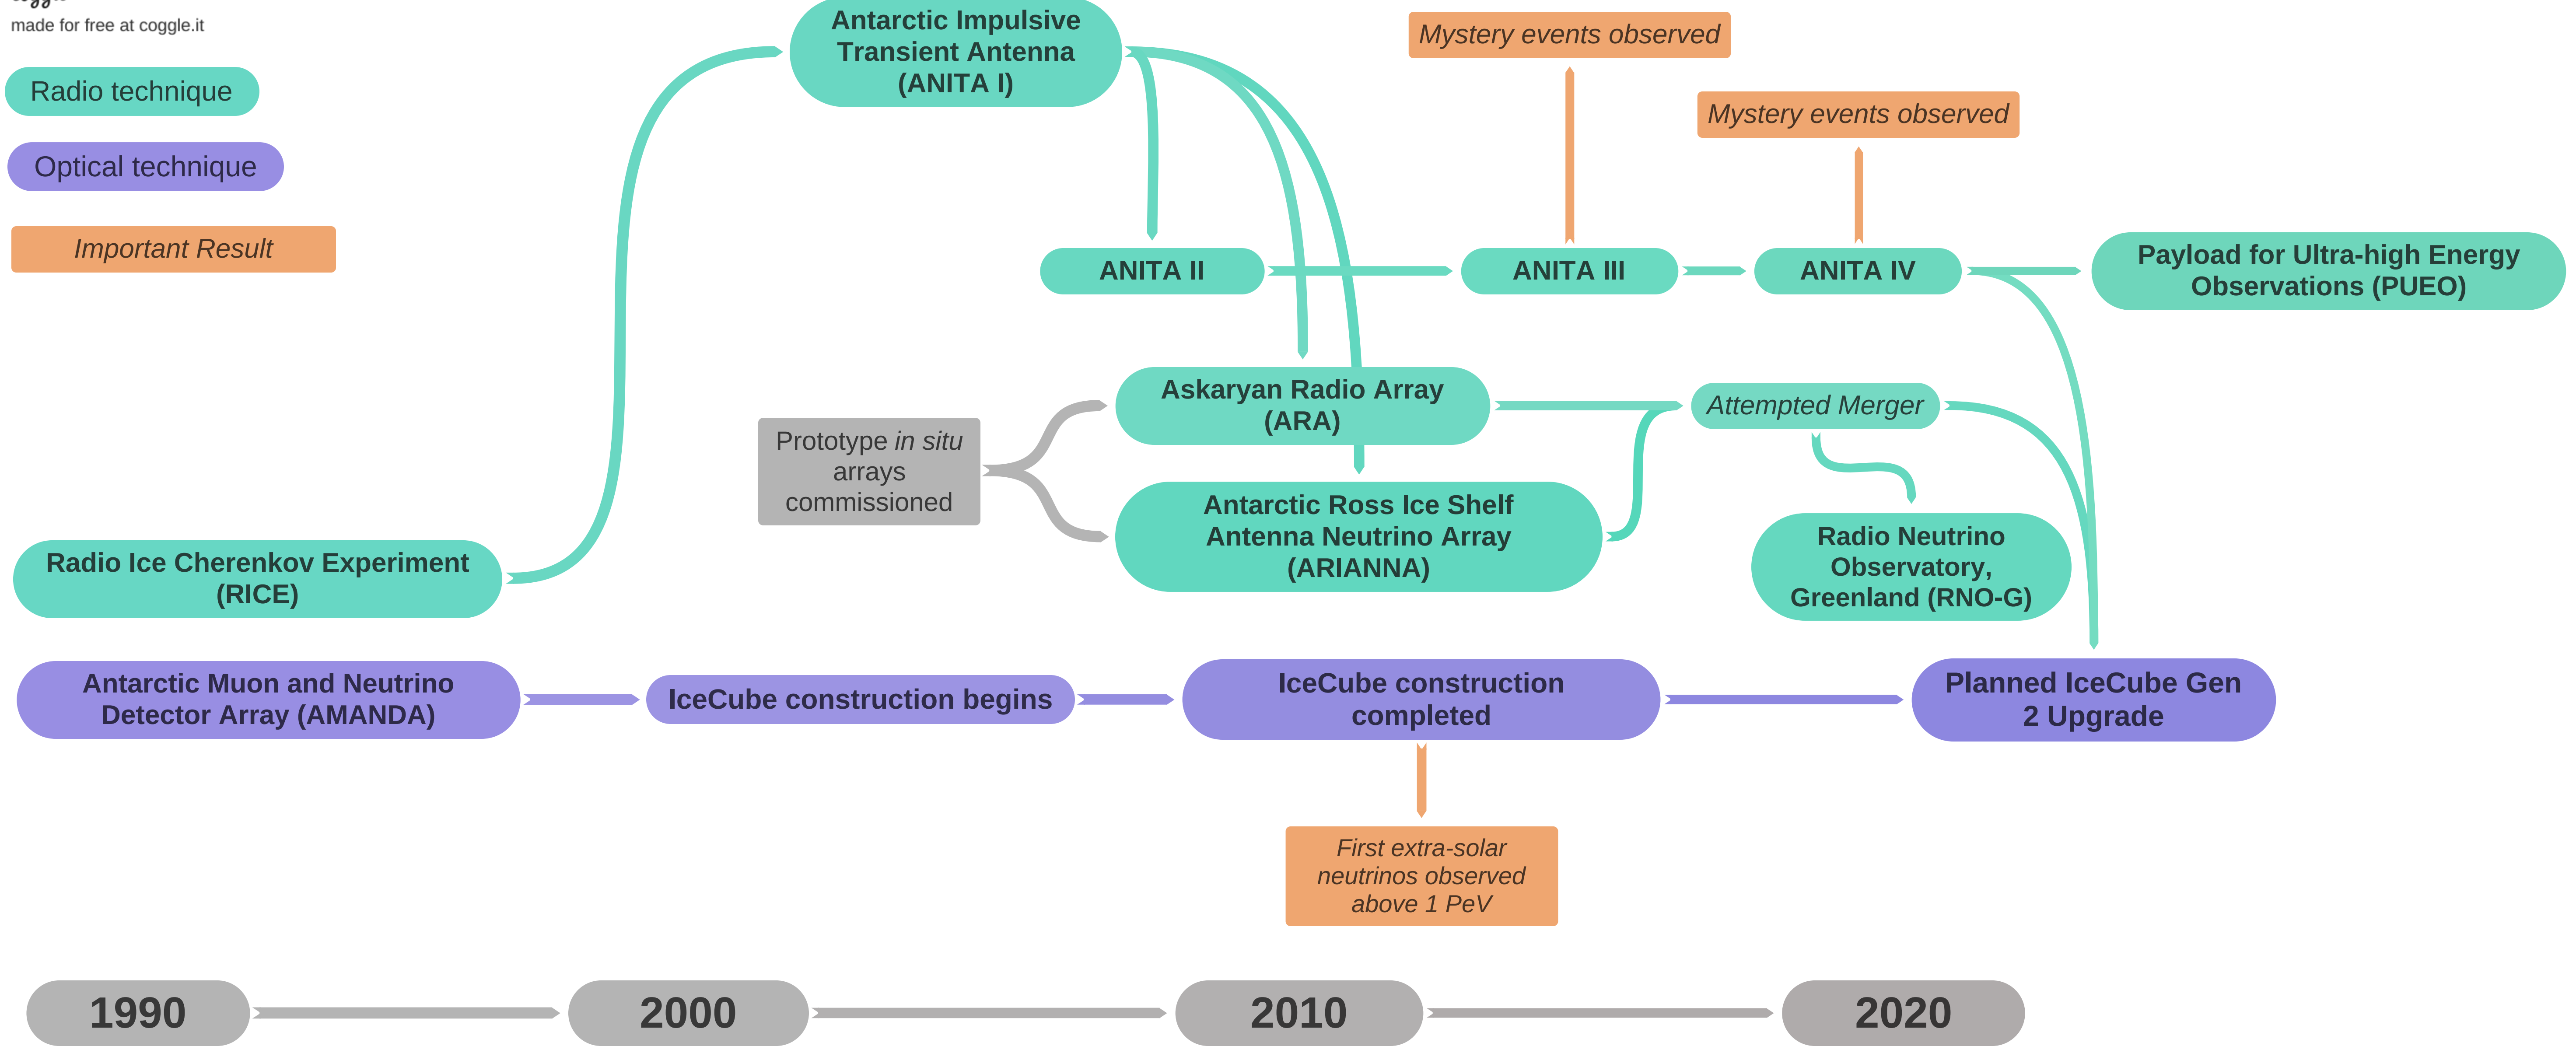 made for free at coggle.it
Radio technique
Optical technique
Important Result
Antarctic Impulsive
Transient Antenna
(ANITA I)
Mystery events observed
Mystery events observed
ANITA II
ANITA III
ANITA IV
Payload for Ultra-high Energy
Observations (PUEO)
Askaryan Radio Array
(ARA)
Attempted Merger
Prototype in situ
arrays
commissioned
Antarctic Ross Ice Shelf
Antenna Neutrino Array
(ARIANNA)
Radio Neutrino
Observatory,
Greenland (RNO-G)
Radio Ice Cherenkov Experiment
(RICE)
Antarctic Muon and Neutrino
Detector Array (AMANDA)
IceCube construction begins
IceCube construction
completed
Planned IceCube Gen
2 Upgrade
First extra-solar
neutrinos observed
above 1 PeV
1990
2000
2010
2020